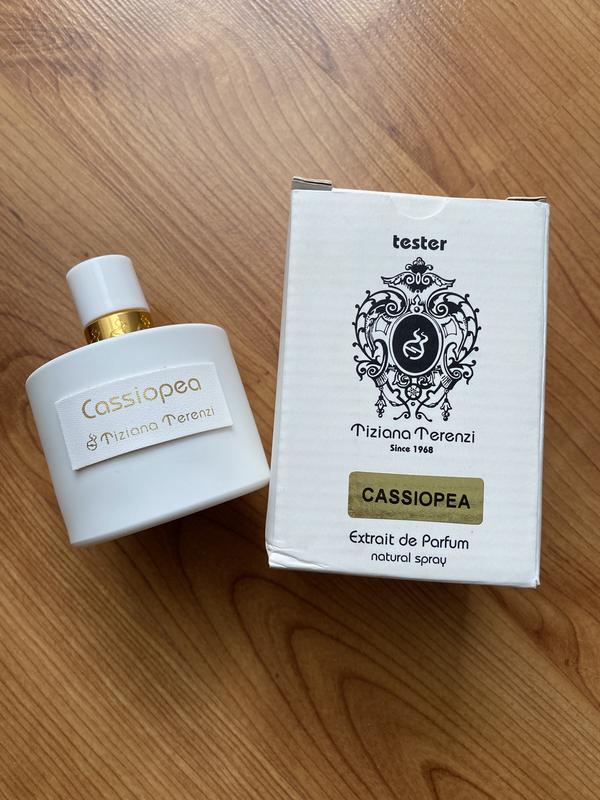 Cassiopea
Tiziana Terenzi
tester
Tiziana Terenzi
Since 1968
CASSIOPEA
Extrait de Parfum
natural spray